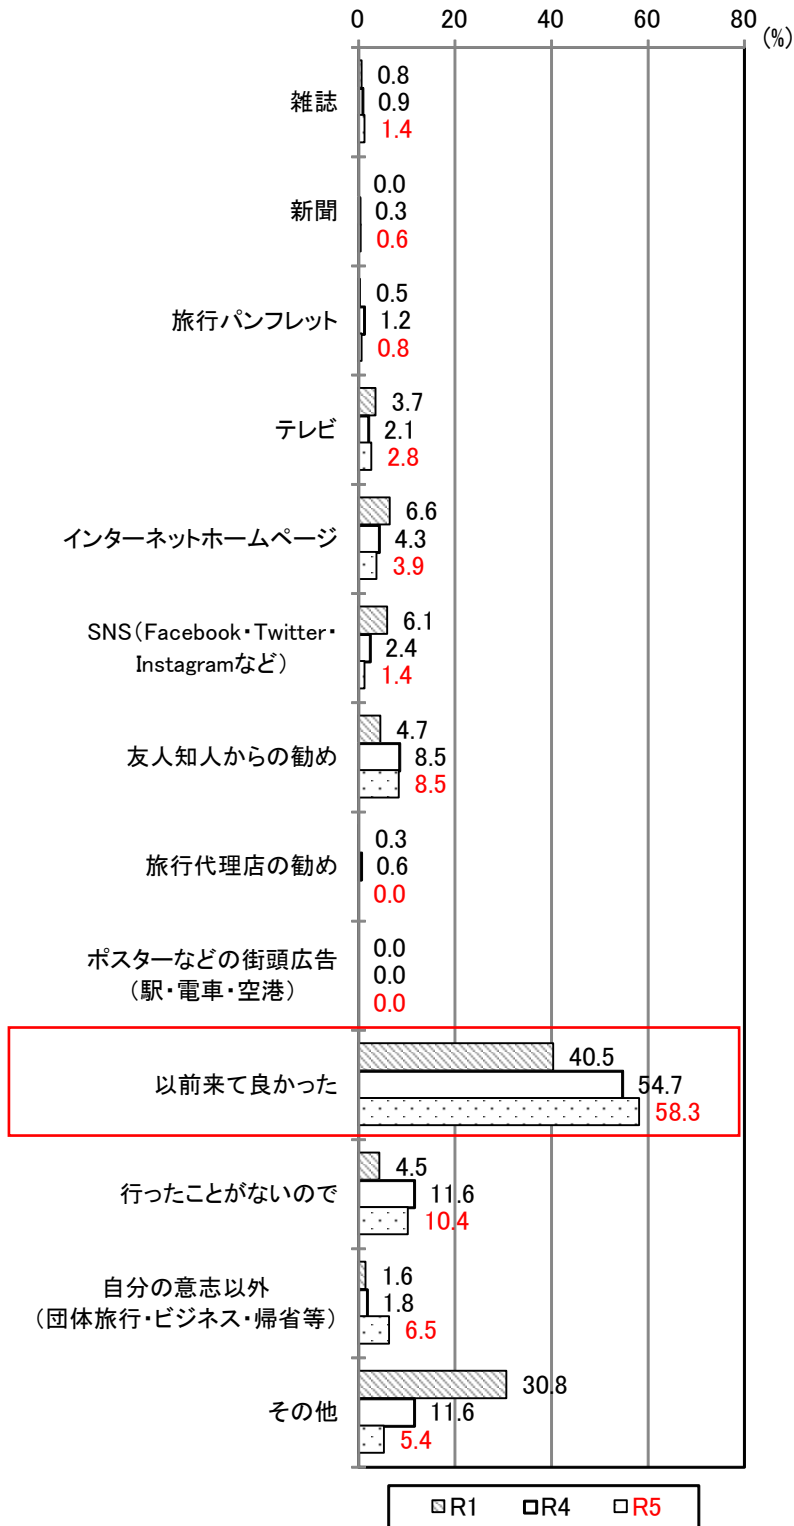 0 20 40 60 80
(%)
雑誌
0.8
0.9
1.4
新聞
0.0
0.3
0.6
旅行パンフレット
0.5
1.2
0.8
テレビ
3.7
2.1
2.8
インターネットホームページ
6.6
4.3
3.9
SNS(Facebook・Twitter・
Instagramなど)
6.1
2.4
1.4
友人知人からの勧め
4.7
8.5
8.5
旅行代理店の勧め
0.3
0.6
0.0
ポスターなどの街頭広告
(駅・電車・空港)
0.0
0.0
0.0
以前来て良かった
40.5
54.7
58.3
行ったことがないので
4.5
11.6
10.4
自分の意志以外
(団体旅行・ビジネス・帰省等)
1.6
1.8
6.5
その他
30.8
11.6
5.4
R1 R4 R5